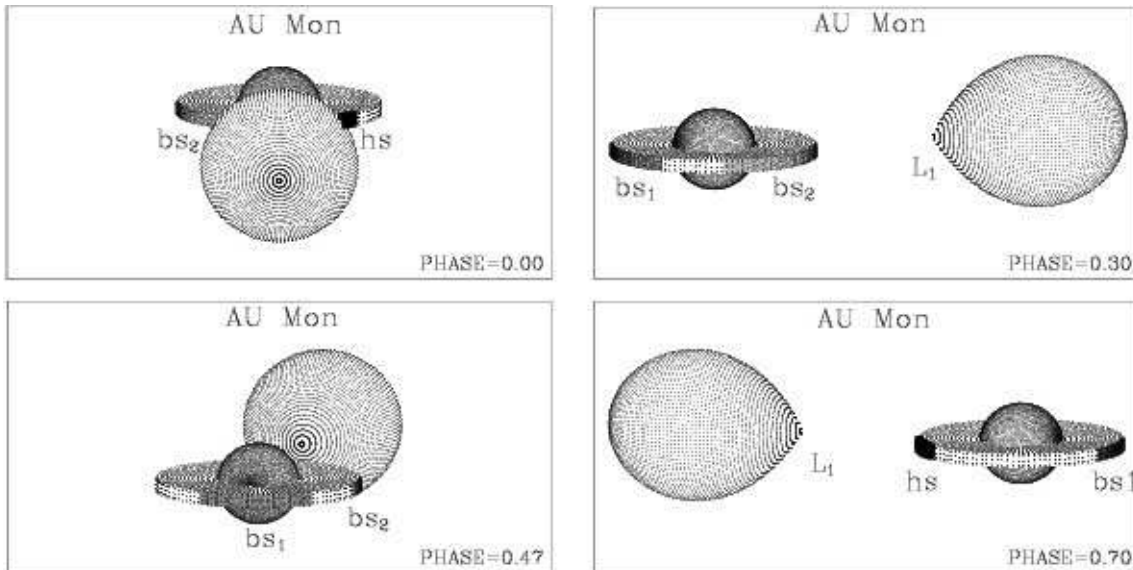 AU Mon
bs₂ hs
PHASE=0.00
AU Mon
bs₁ bs₂ L₁
PHASE=0.30
AU Mon
bs₁ bs₂
PHASE=0.47
AU Mon
L₁ hs bs1
PHASE=0.70